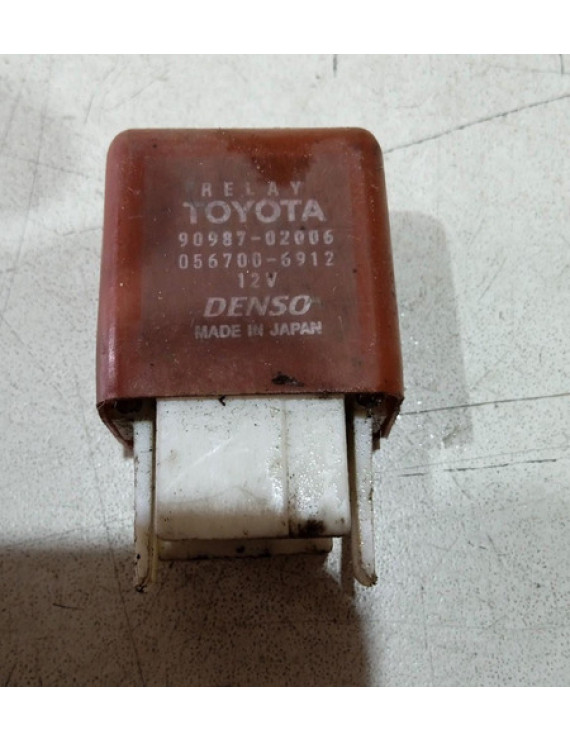 RELAY
TOYOTA
90987-02006
056700-6912
12V
DENSO
MADE IN JAPAN